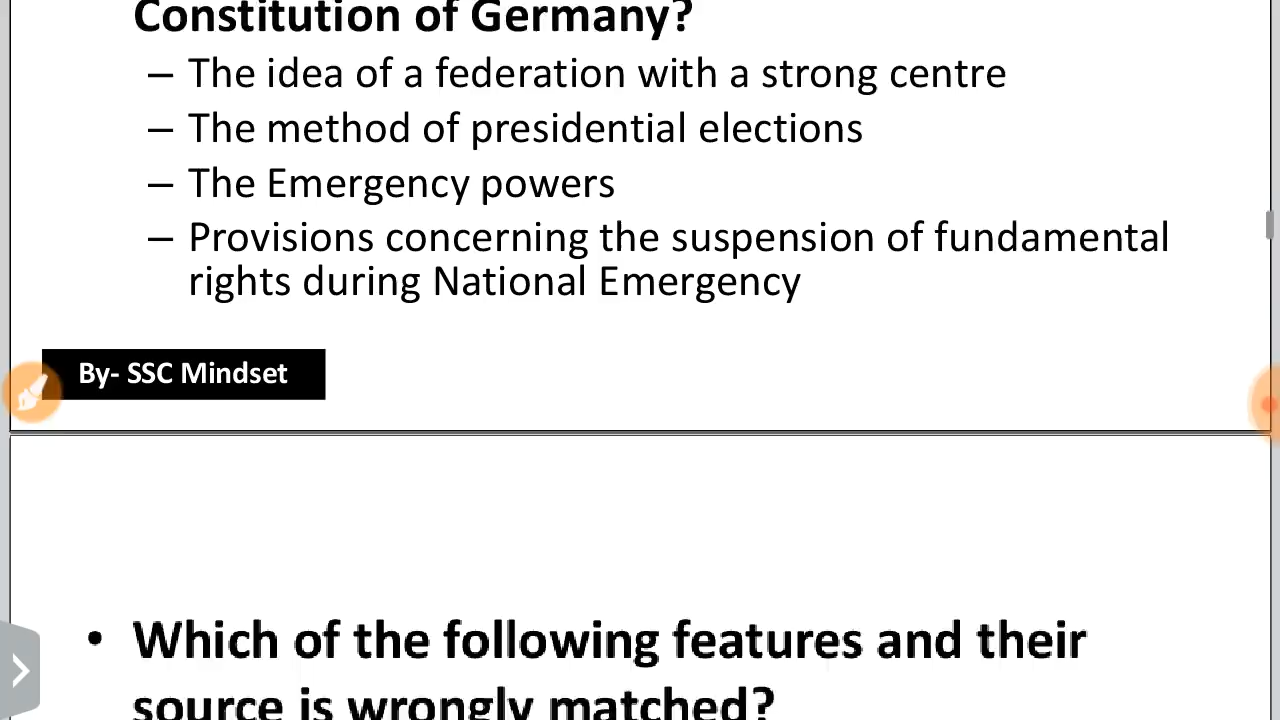 Constitution of Germany?
– The idea of a federation with a strong centre
– The method of presidential elections
– The Emergency powers
– Provisions concerning the suspension of fundamental
rights during National Emergency
By- SSC Mindset
• Which of the following features and their
source is wrongly matched?